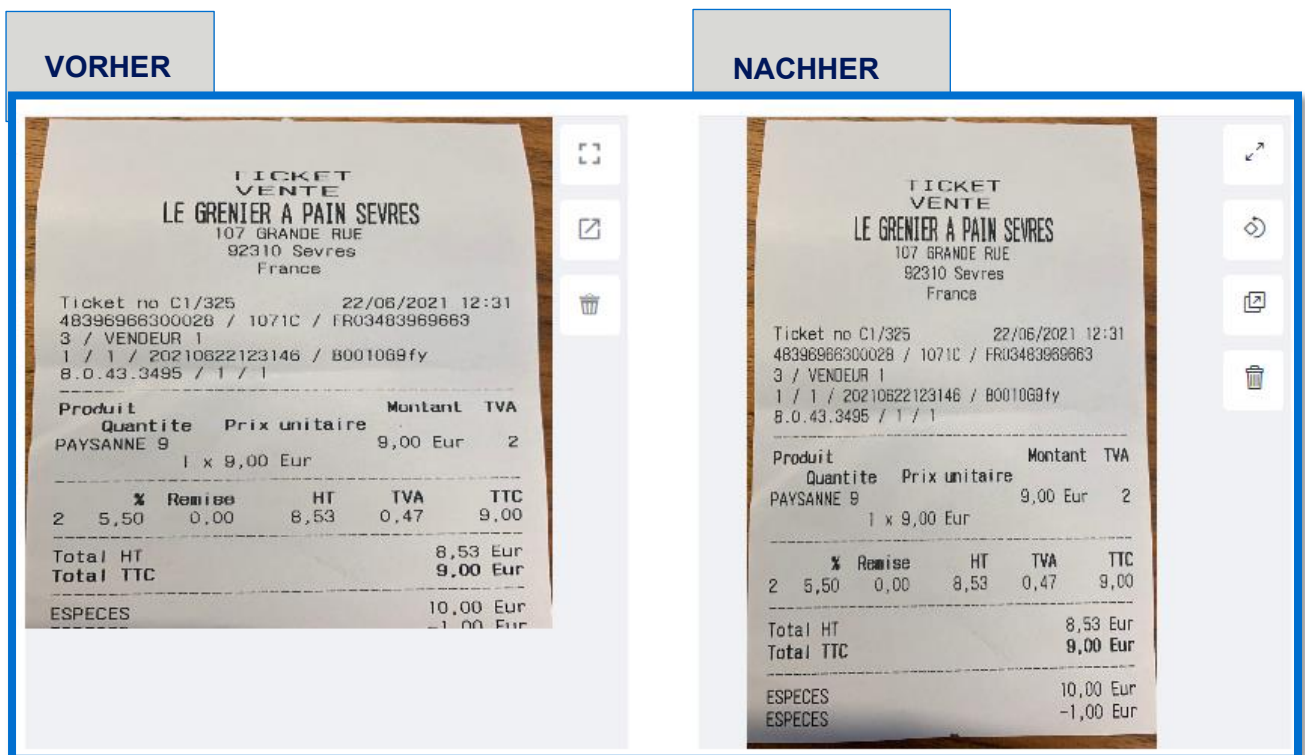 VORHER
TICKET
VENTE
LE GRENIER A PAIN SEVRES
107 GRANDE RUE
92310 Sevres
France
Ticket no C1/325 22/06/2021 12:31
48396966300028 / 1071C / FR03483969663
3 / VENDEUR 1
1 / 1 / 20210622123146 / B0010G9fy
8.0.43.3495 / 1 / 1
Produit Montant TVA
Quantite Prix unitaire
PAYSANNE 9 9,00 Eur 2
1 x 9,00 Eur
% Remise HT TVA TTC
2 5,50 0,00 8,53 0,47 9,00
Total HT 8,53 Eur
Total TTC 9,00 Eur
ESPECES 10,00 Eur
-1,00 Eur
NACHHER
TICKET
VENTE
LE GRENIER A PAIN SEVRES
107 GRANDE RUE
92310 Sevres
France
Ticket no C1/325 22/06/2021 12:31
48396966300028 / 1071C / FR03483969663
3 / VENDEUR 1
1 / 1 / 20210622123146 / B0010G9fy
8.0.43.3495 / 1 / 1
Produit Montant TVA
Quantite Prix unitaire
PAYSANNE 9 9,00 Eur 2
1 x 9,00 Eur
% Remise HT TVA TTC
2 5,50 0,00 8,53 0,47 9,00
Total HT 8,53 Eur
Total TTC 9,00 Eur
ESPECES 10,00 Eur
ESPECES -1,00 Eur